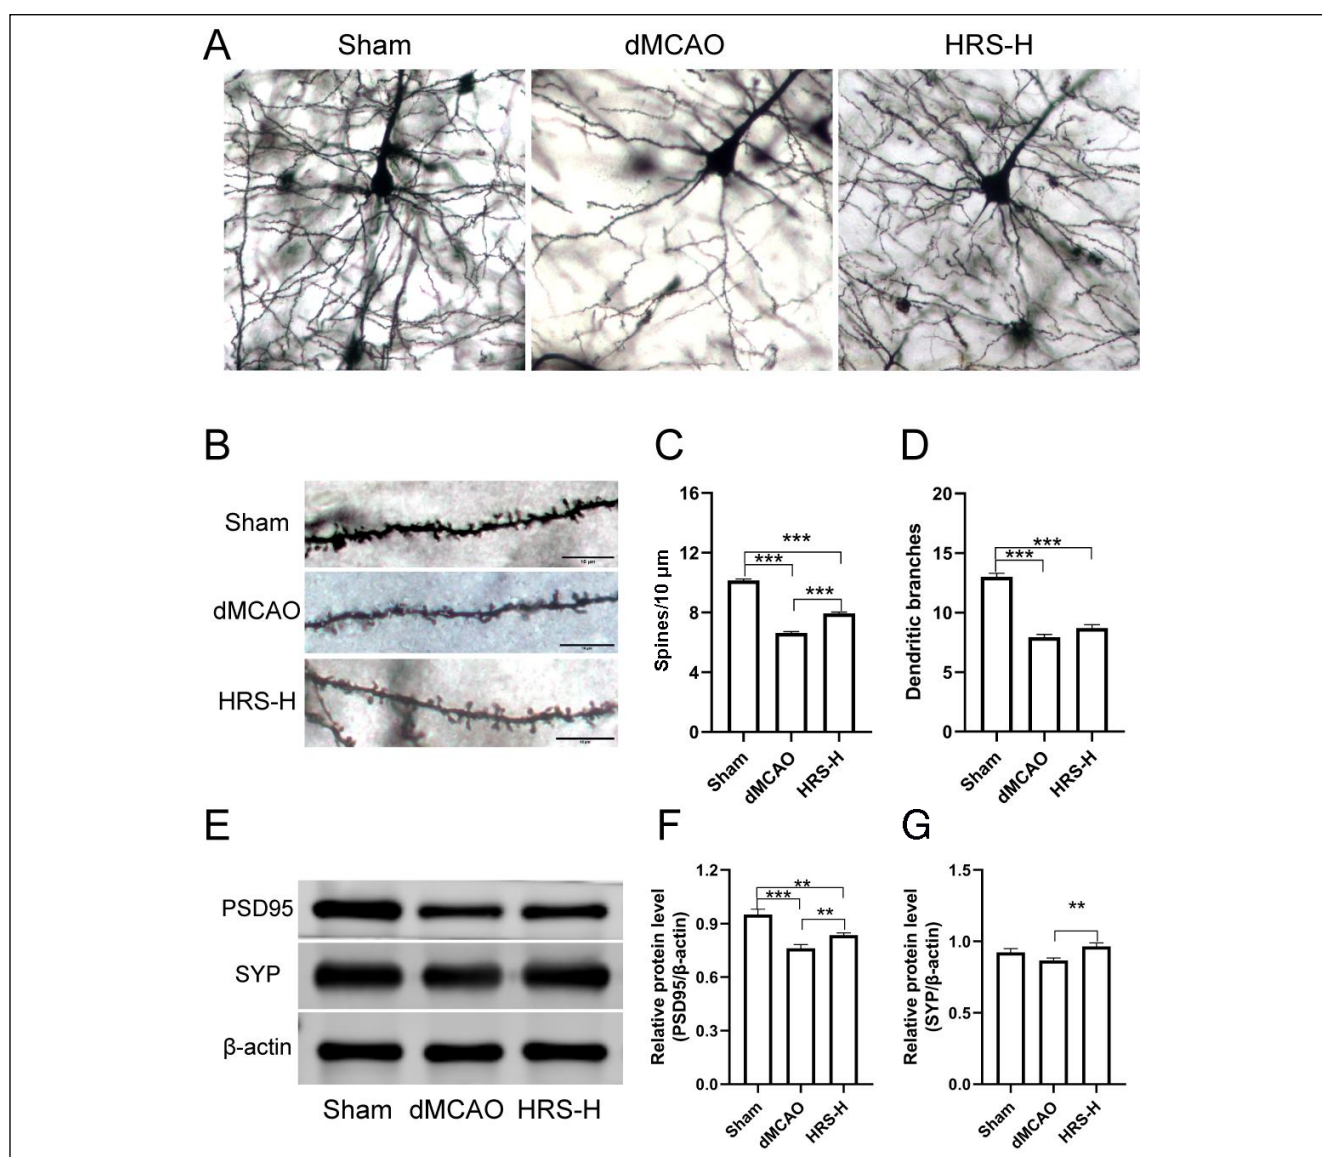 A
Sham dMCAO HRS-H
B
Sham
10 μm
dMCAO
HRS-H
C
Spines/10 μm
16
12
8
4
0
***
***
***
Sham dMCAO HRS-H
D
Dendritic branches
20
15
10
5
0
***
***
Sham dMCAO HRS-H
E
PSD95
SYP
β-actin
Sham dMCAO HRS-H
F
Relative protein level
(PSD95/β-actin)
1.2
0.9
0.6
0.3
0.0
**
***
**
Sham dMCAO HRS-H
G
Relative protein level
(SYP/β-actin)
1.5
1.0
0.5
0.0
**
Sham dMCAO HRS-H